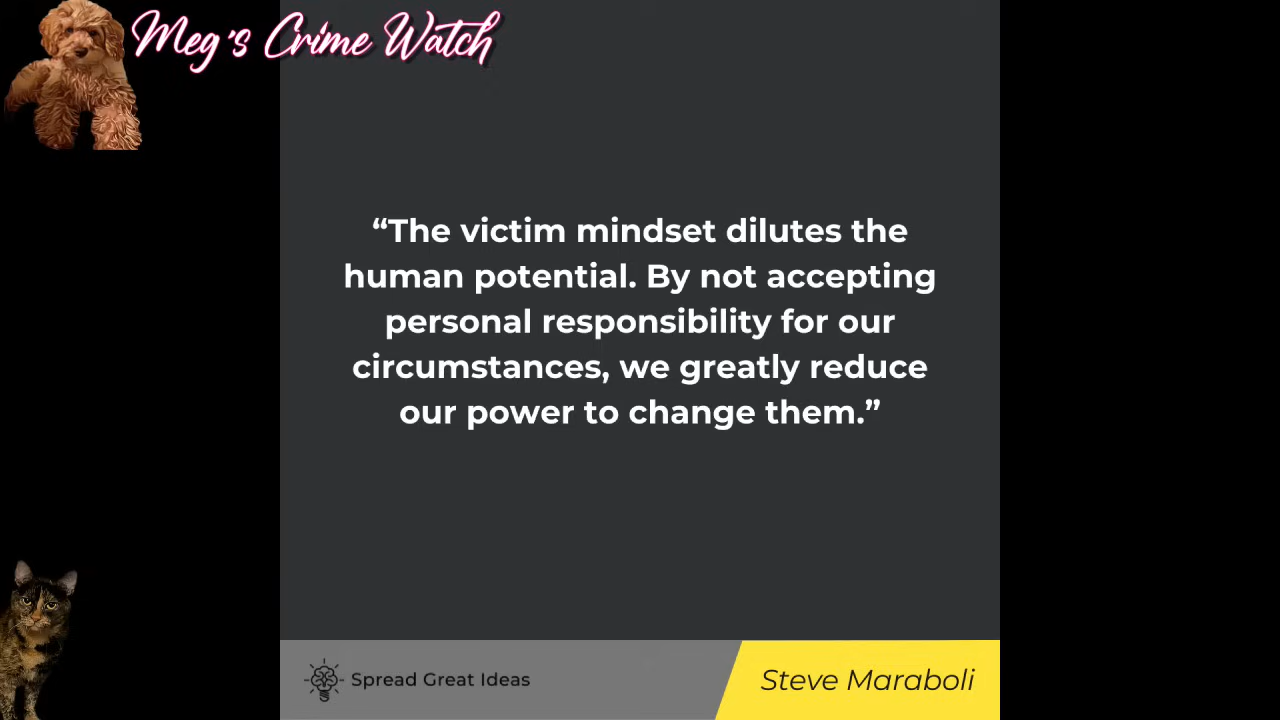 Meg's Crime Watch
“The victim mindset dilutes the
human potential. By not accepting
personal responsibility for our
circumstances, we greatly reduce
our power to change them.”
Spread Great Ideas
Steve Maraboli